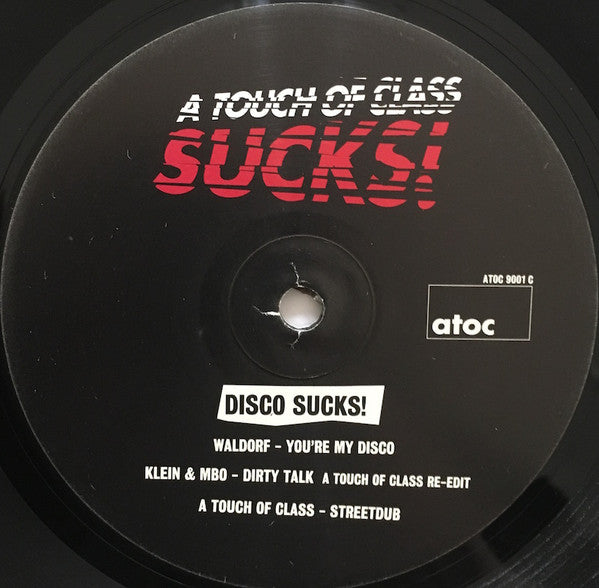 A TOUCH OF CLASS
SUCKS!
ATOC 9001 C
atoc
DISCO SUCKS!
WALDORF - YOU'RE MY DISCO
KLEIN & MBO - DIRTY TALK A TOUCH OF CLASS RE-EDIT
A TOUCH OF CLASS - STREETDUB